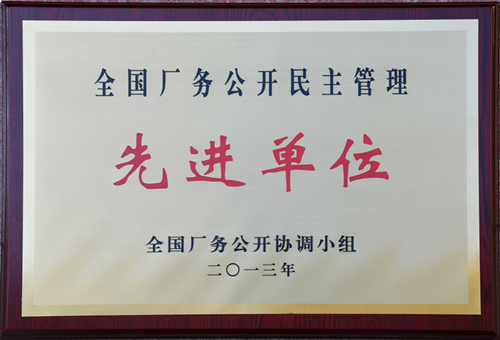 全国厂务公开民主管理
先进单位
全国厂务公开协调小组
二〇一三年